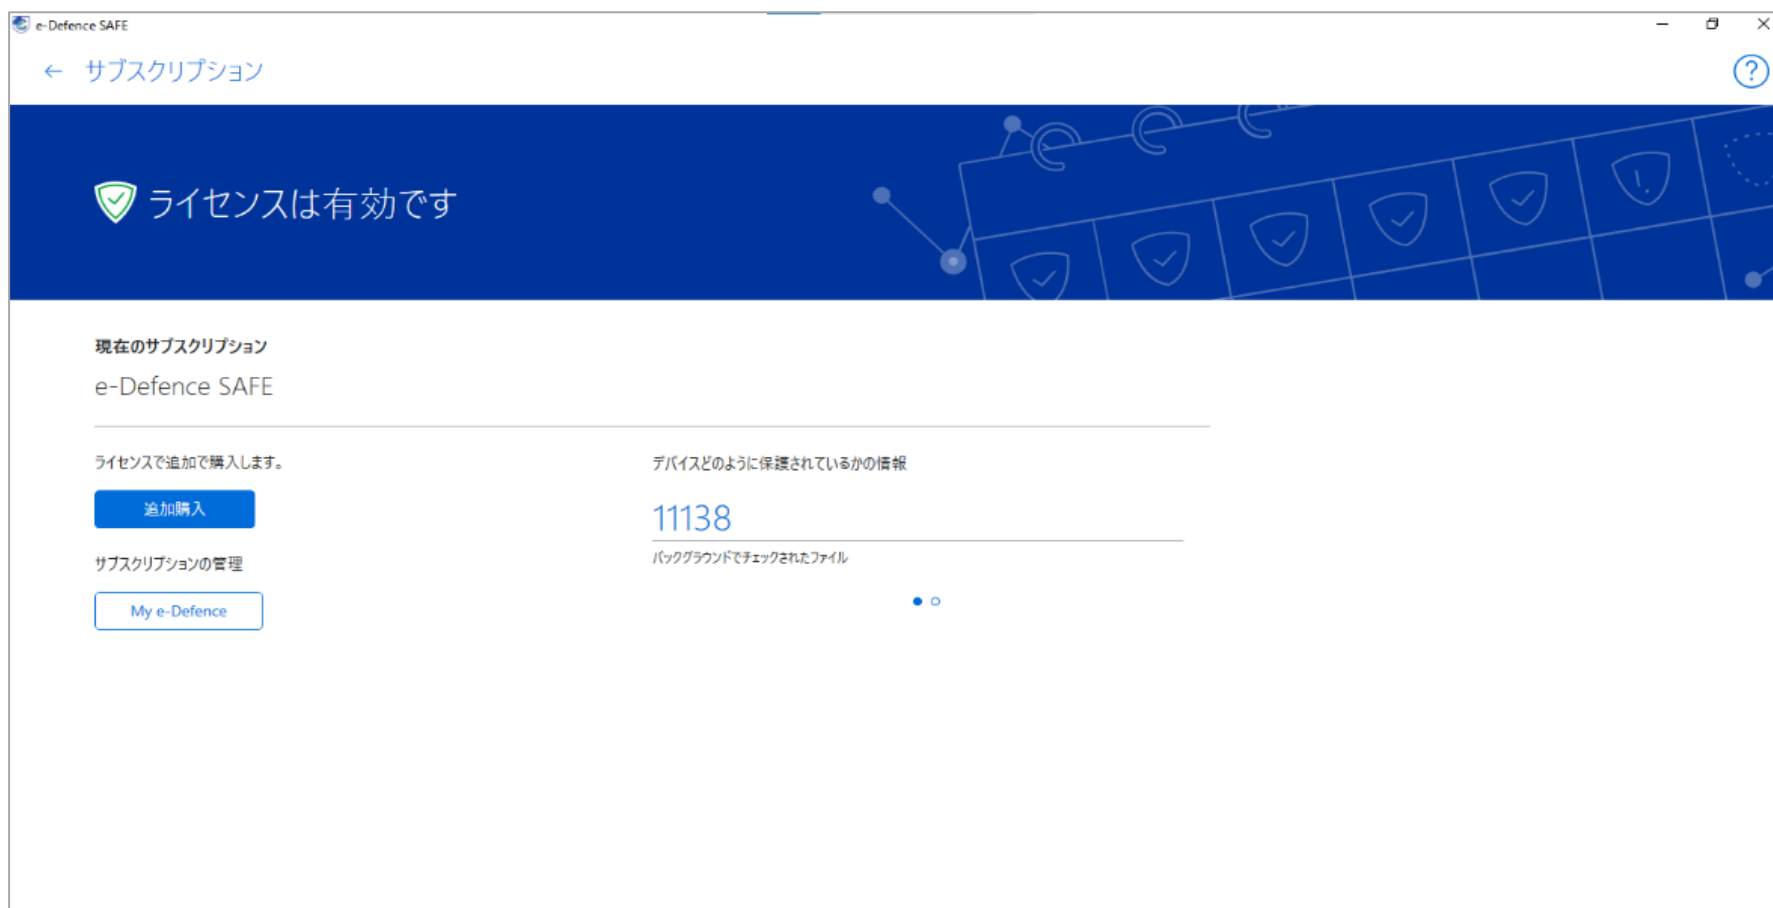 e-Defence SAFE
サブスクリプション
ライセンスは有効です
現在のサブスクリプション
e-Defence SAFE
ライセンスで追加で購入します。
追加購入
サブスクリプションの管理
My e-Defence
デバイスどのように保護されているかの情報
11138
バックグラウンドでチェックされたファイル